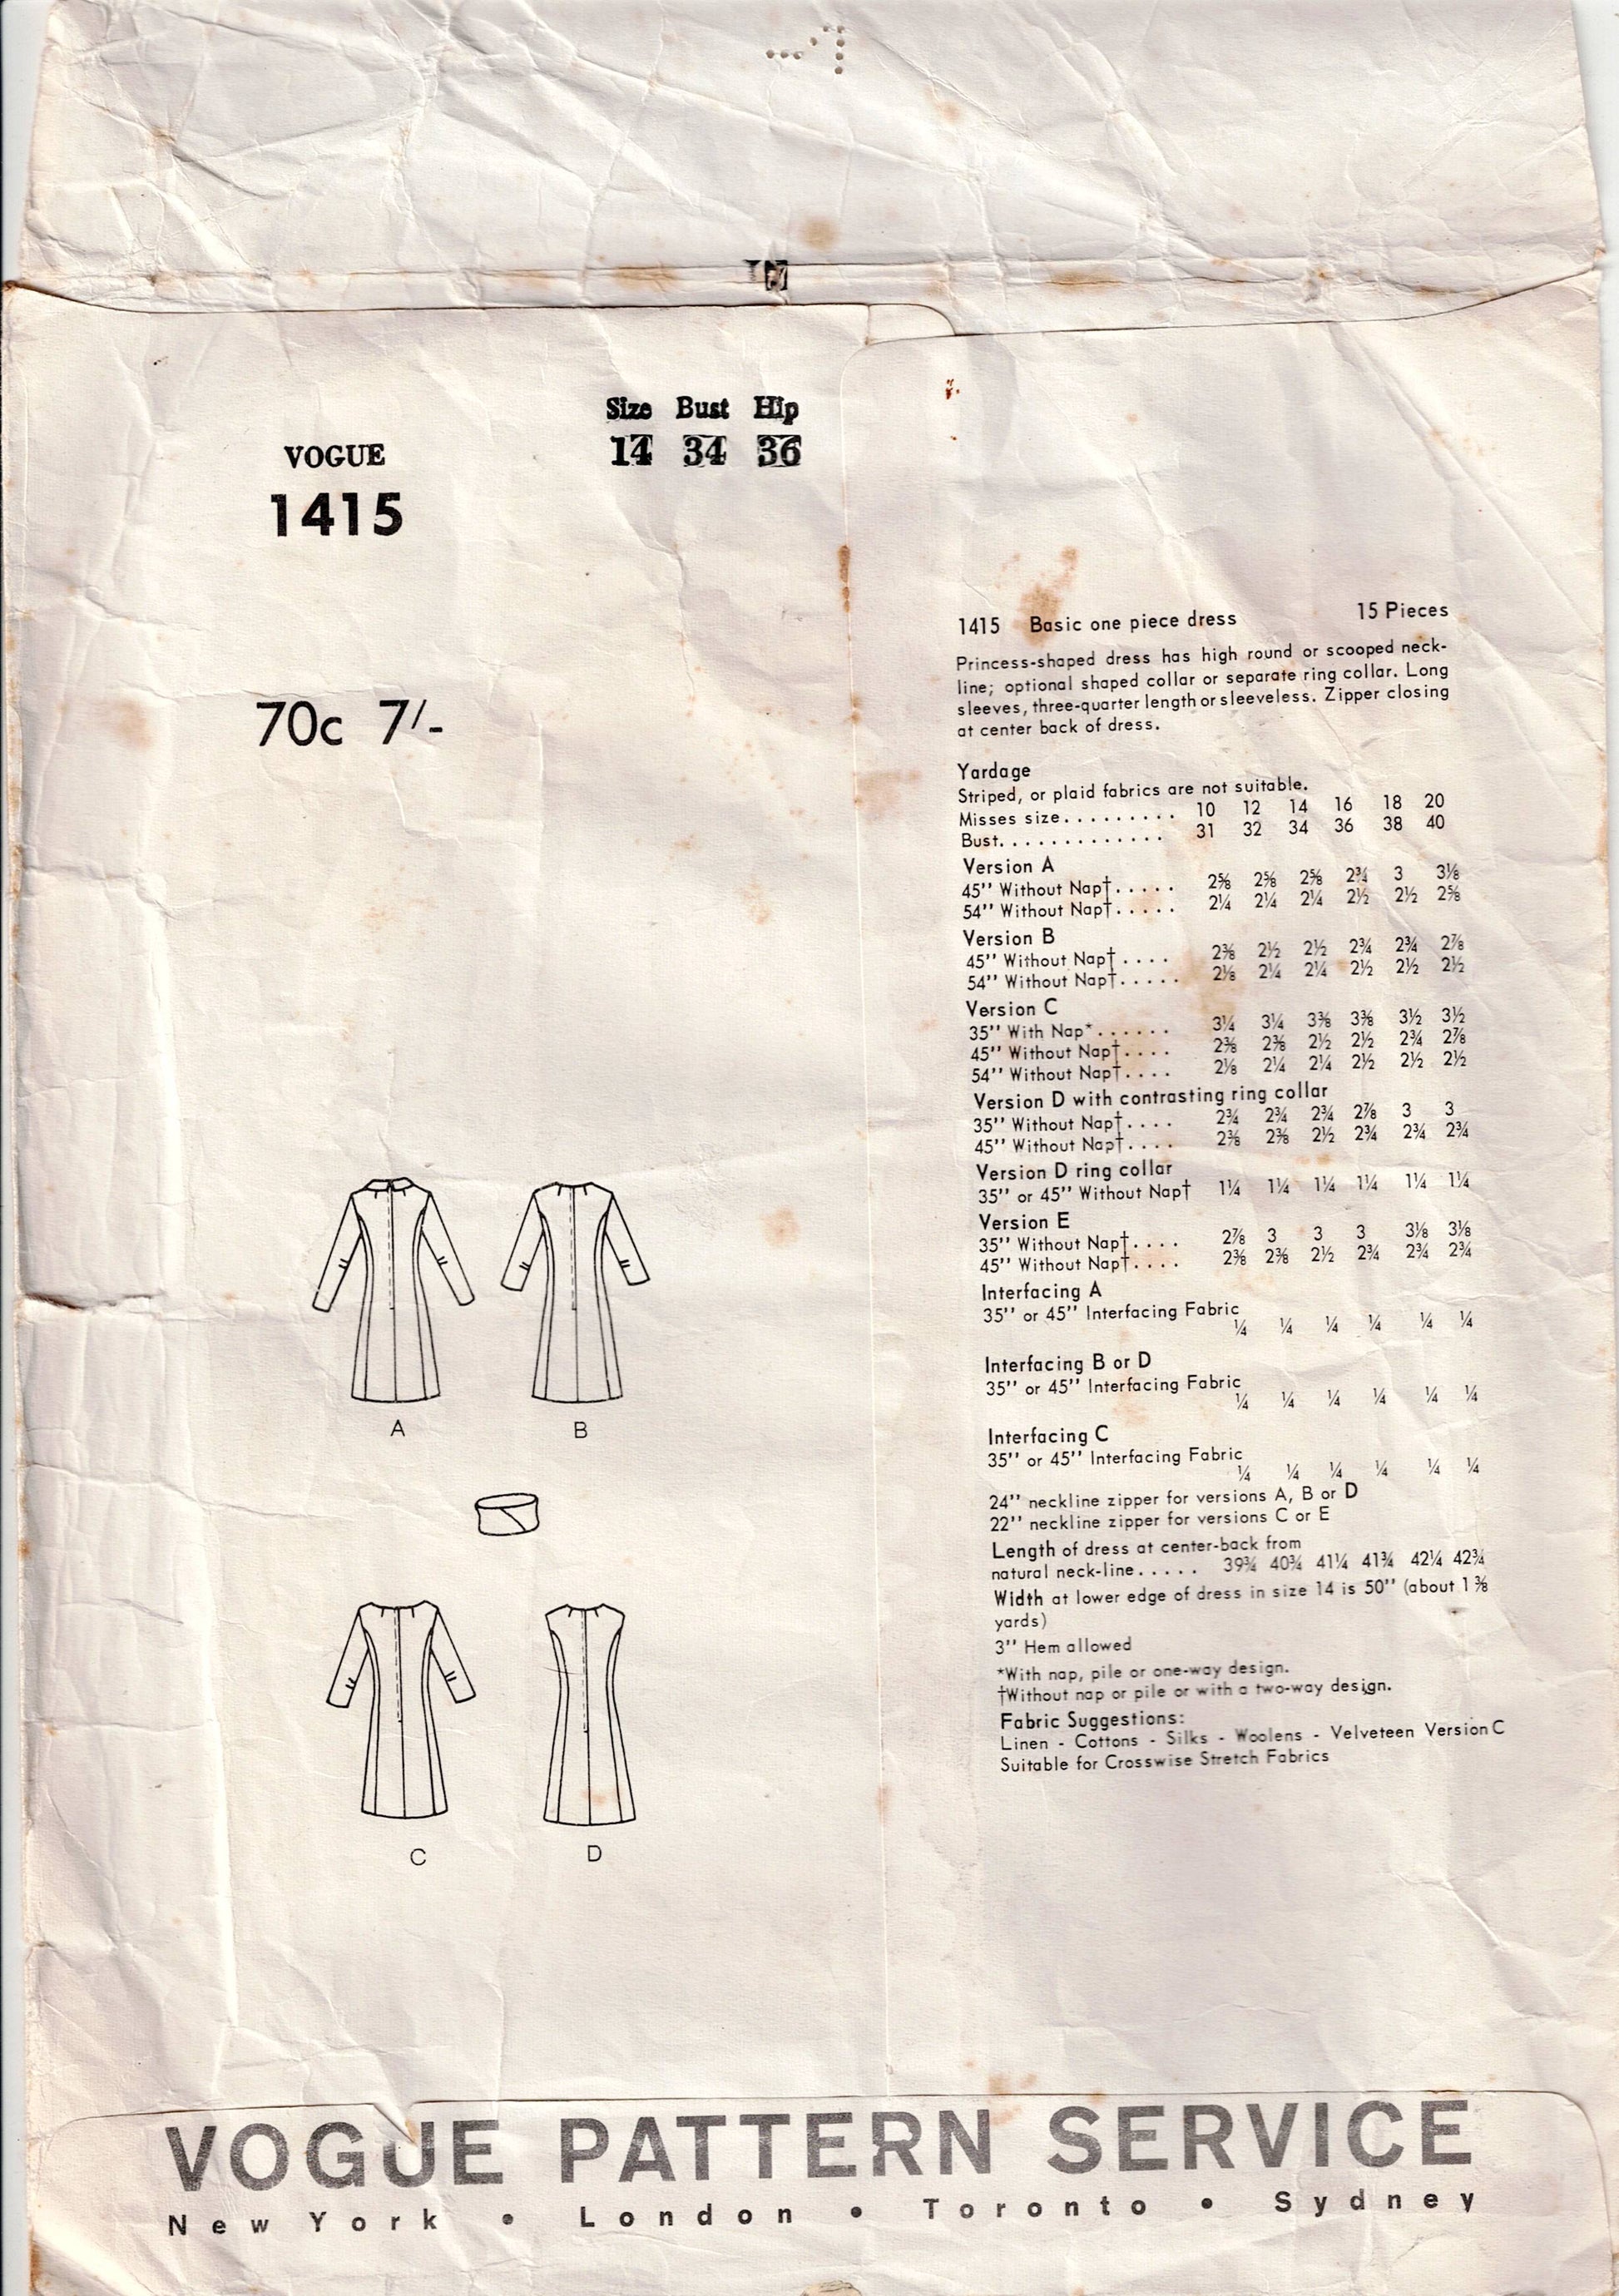 VOGUE
1415
Size Bust Hip
14 34 36
70c 7/-
A
B
C
D
1415 Basic one piece dress 15 Pieces
Princess-shaped dress has high round or scooped neck-
line; optional shaped collar or separate ring collar. Long
sleeves, three-quarter length or sleeveless. Zipper closing
at center back of dress.
Yardage
Striped, or plaid fabrics are not suitable.
Misses size......... 10 12 14 16 18 20
Bust............. 31 32 34 36 38 40
Version A
45'' Without Nap†..... 2⅝ 2⅝ 2⅝ 2¾ 3 3⅛
54'' Without Nap†..... 2¼ 2¼ 2¼ 2½ 2½ 2⅝
Version B
45'' Without Nap†.... 2⅜ 2½ 2½ 2¾ 2¾ 2⅞
54'' Without Nap†..... 2⅛ 2¼ 2¼ 2½ 2½ 2½
Version C
35'' With Nap*...... 3¼ 3¼ 3⅜ 3⅜ 3½ 3½
45'' Without Nap†.... 2⅜ 2⅜ 2½ 2½ 2¾ 2⅞
54'' Without Nap†.... 2⅛ 2¼ 2¼ 2½ 2½ 2½
Version D with contrasting ring collar
35'' Without Nap†.... 2¾ 2¾ 2¾ 2⅞ 3 3
45'' Without Nap†.... 2⅜ 2⅜ 2½ 2¾ 2¾ 2¾
Version D ring collar
35'' or 45'' Without Nap† 1¼ 1¼ 1¼ 1¼ 1¼ 1¼
Version E
35'' Without Nap†.... 2⅞ 3 3 3 3⅛ 3⅛
45'' Without Nap†.... 2⅜ 2⅜ 2½ 2¾ 2¾ 2¾
Interfacing A
35'' or 45'' Interfacing Fabric
¼ ¼ ¼ ¼ ¼ ¼
Interfacing B or D
35'' or 45'' Interfacing Fabric
¼ ¼ ¼ ¼ ¼ ¼
Interfacing C
35'' or 45'' Interfacing Fabric
¼ ¼ ¼ ¼ ¼ ¼
24'' neckline zipper for versions A, B or D
22'' neckline zipper for versions C or E
Length of dress at center-back from
natural neck-line..... 39¾ 40¾ 41¼ 41¾ 42¼ 42¾
Width at lower edge of dress in size 14 is 50'' (about 1⅜
yards)
3'' Hem allowed
*With nap, pile or one-way design.
†Without nap or pile or with a two-way design.
Fabric Suggestions:
Linen - Cottons - Silks - Woolens - Velveteen Version C
Suitable for Crosswise Stretch Fabrics
VOGUE PATTERN SERVICE
New York • London • Toronto • Sydney